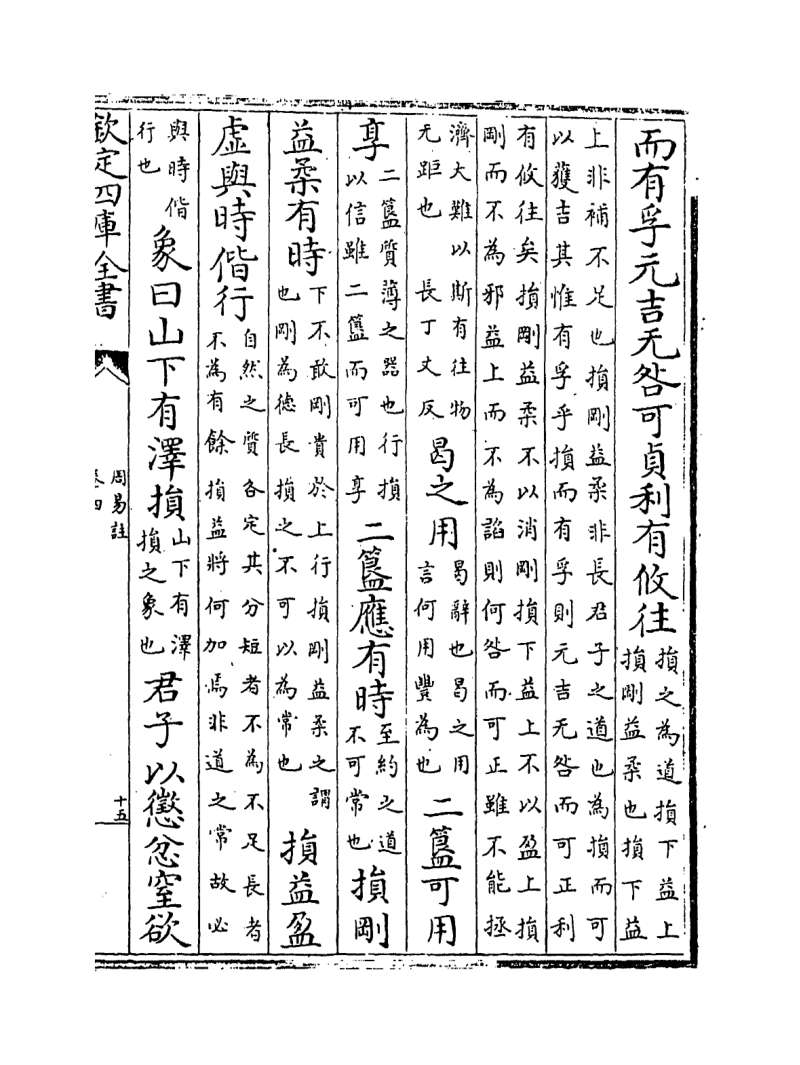 而有孚元吉无咎可貞利有攸往損之為道損下益上損剛益柔也損下益
上非補不足也損剛益柔非長君子之道也為損而可
以獲吉其惟有孚乎損而有孚則元吉无咎而可正利
有攸往矣損剛益柔不以消剛損下益上不以盈上損
剛而不為邪益上而不為諂則何咎而可正雖不能拯
濟大難以斯有往物无距也 長丁丈反曷之用曷辭也曷之用言何用豐為也二簋可用
享二簋質薄之器也行損以信雖二簋而可用享二簋應有時至約之道不可常也損剛
益柔有時下不敢剛貴於上行損剛益柔之謂也剛為德長損之不可以為常也損益盈
虛與時偕行自然之質各定其分短者不為不足長者不為有餘損益將何加焉非道之常故必
與時偕行也象曰山下有澤損山下有澤損之象也君子以懲忿窒欲
欽定四庫全書
周易註
卷四
十五